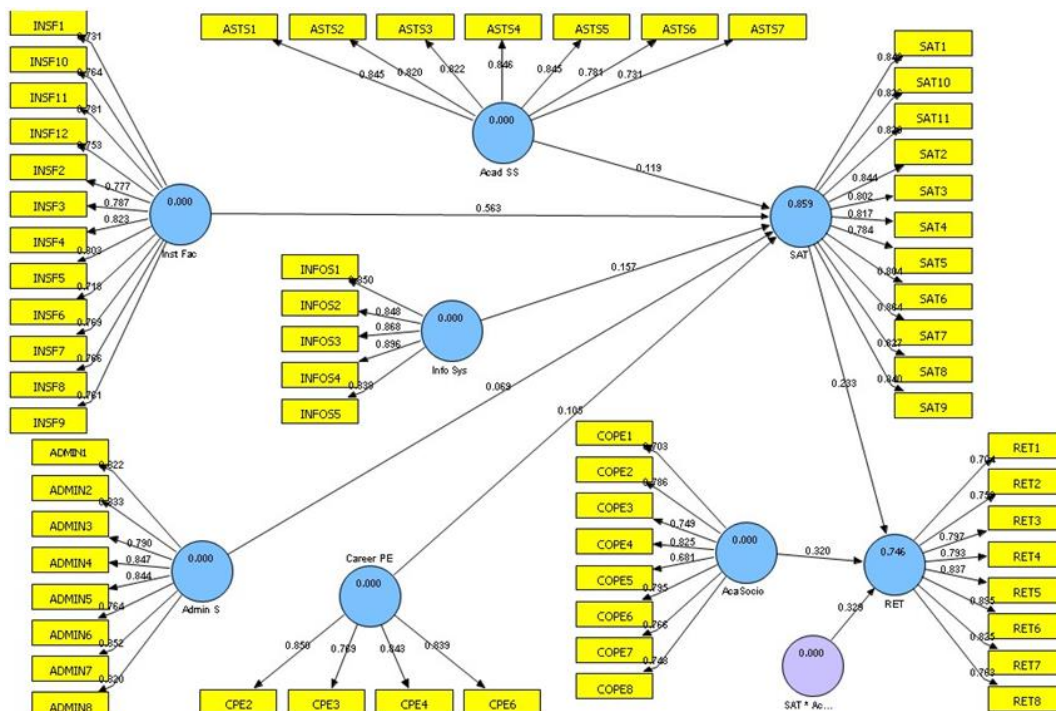 INSF1
INSF10
INSF11
INSF12
INSF2
INSF3
INSF4
INSF5
INSF6
INSF7
INSF8
INSF9
0.731
0.764
0.781
0.753
0.777
0.787
0.823
0.803
0.718
0.769
0.766
0.761
0.000
Inst Fac
ASTS1 ASTS2 ASTS3 ASTS4 ASTS5 ASTS6 ASTS7
0.845 0.820 0.822 0.846 0.845 0.781 0.731
0.000
Acad SS
0.119
0.563
SAT1
SAT10
SAT11
SAT2
SAT3
SAT4
SAT5
SAT6
SAT7
SAT8
SAT9
0.844
0.802
0.817
0.784
0.804
0.864
0.827
0.840
0.859
SAT
INFOS1
INFOS2
INFOS3
INFOS4
INFOS5
0.850
0.848
0.868
0.896
0.839
0.000
Info Sys
0.157
0.069
0.105
0.233
ADMIN1
ADMIN2
ADMIN3
ADMIN4
ADMIN5
ADMIN6
ADMIN7
ADMIN8
0.822
0.833
0.790
0.847
0.844
0.764
0.852
0.820
0.000
Admin S
Career PE
0.000
0.850 0.769 0.843 0.839
CPE2 CPE3 CPE4 CPE6
COPE1
COPE2
COPE3
COPE4
COPE5
COPE6
COPE7
COPE8
0.703
0.786
0.749
0.825
0.681
0.795
0.766
0.748
0.000
AcaSocio
0.320
0.329
0.000
SAT * Ac...
0.746
RET
0.704
0.797
0.793
0.837
0.835
0.763
RET1
RET2
RET3
RET4
RET5
RET6
RET7
RET8